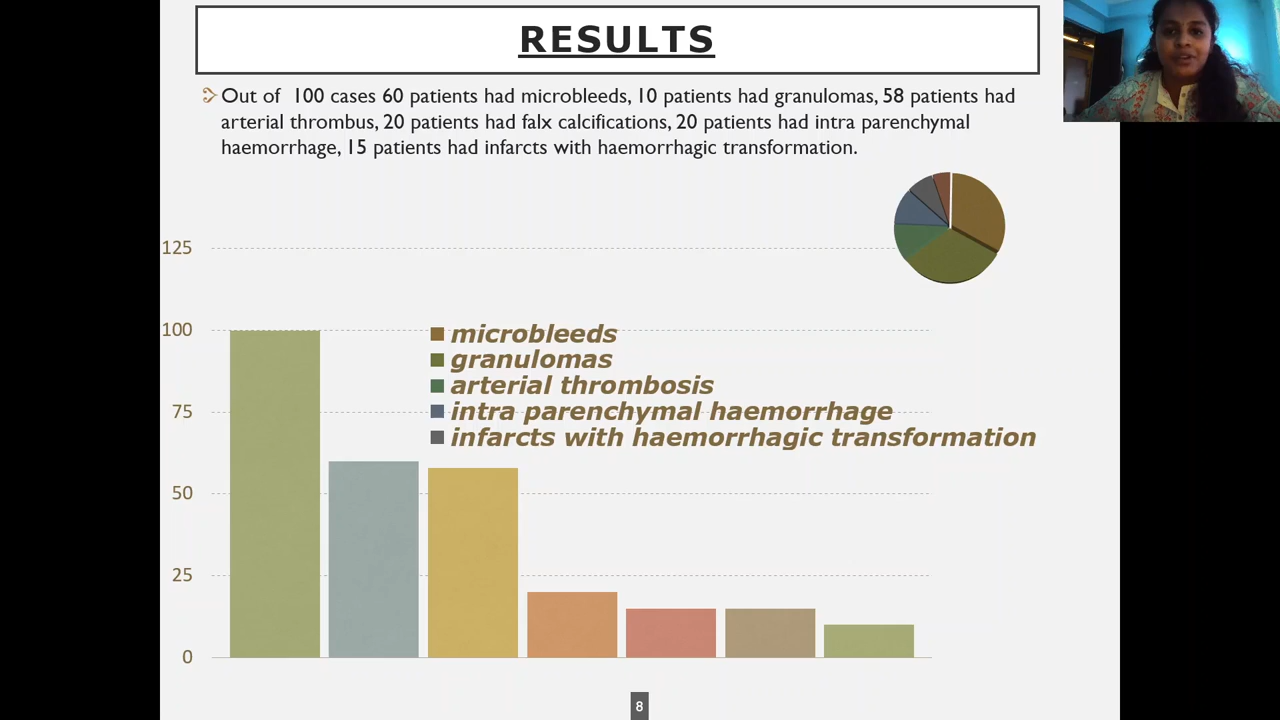 RESULTS
Out of 100 cases 60 patients had microbleeds, 10 patients had granulomas, 58 patients had
arterial thrombus, 20 patients had falx calcifications, 20 patients had intra parenchymal
haemorrhage, 15 patients had infarcts with haemorrhagic transformation.
125
100
microbleeds
granulomas
arterial thrombosis
75
intra parenchymal haemorrhage
infarcts with haemorrhagic transformation
50
25
0
8